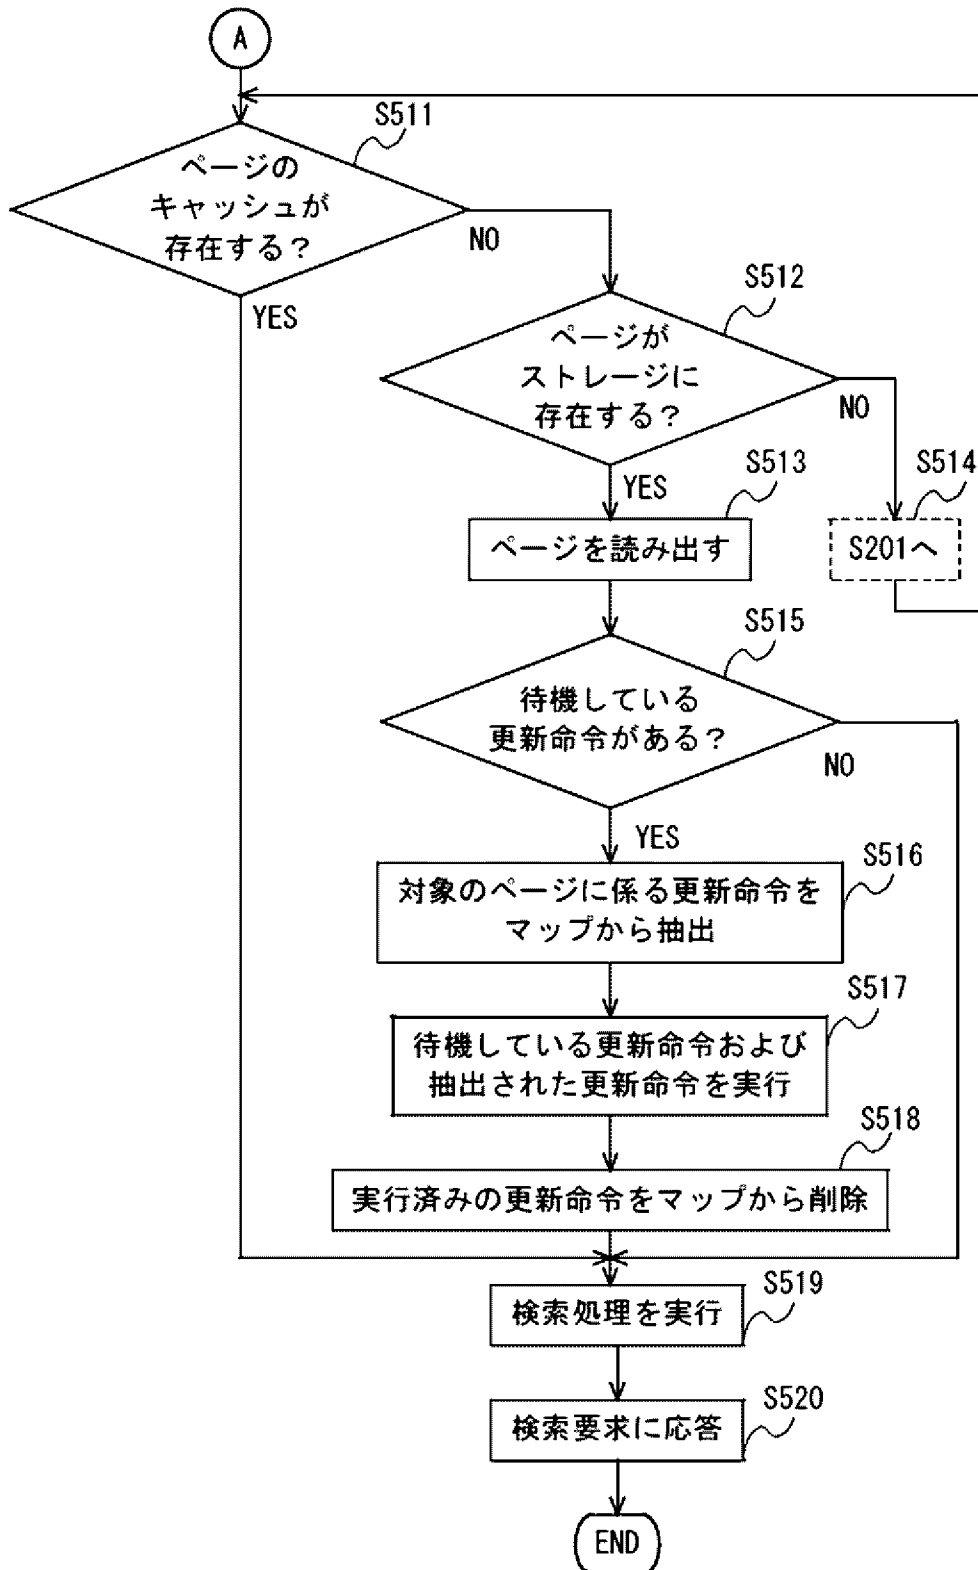 A
S511
ページの
キャッシュが
存在する?
NO
YES
S512
ページが
ストレージに
存在する?
NO
YES
S513
ページを読み出す
S514
S201へ
S515
待機している
更新命令がある?
NO
YES
S516
対象のページに係る更新命令を
マップから抽出
S517
待機している更新命令および
抽出された更新命令を実行
S518
実行済みの更新命令をマップから削除
S519
検索処理を実行
S520
検索要求に応答
END